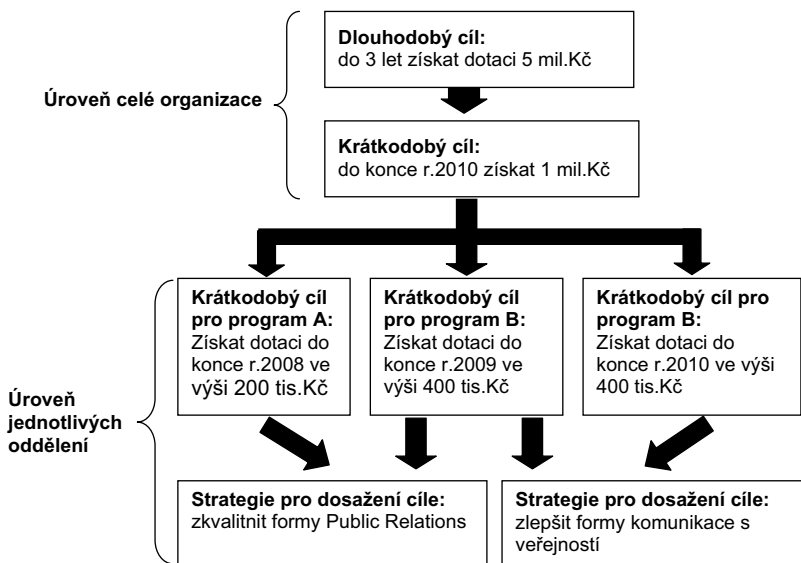 Dlouhodobý cíl:
do 3 let získat dotaci 5 mil.Kč
Úroveň celé organizace
Krátkodobý cíl:
do konce r.2010 získat 1 mil.Kč
Krátkodobý cíl
pro program A:
Získat dotaci do
konce r.2008 ve
výši 200 tis.Kč
Krátkodobý cíl
pro program B:
Získat dotaci do
konce r.2009 ve
výši 400 tis.Kč
Krátkodobý cíl pro
program B:
Získat dotaci do
konce r.2010 ve výši
400 tis.Kč
Úroveň
jednotlivých
oddělení
Strategie pro dosažení cíle:
zkvalitnit formy Public Relations
Strategie pro dosažení cíle:
zlepšit formy komunikace s
veřejností